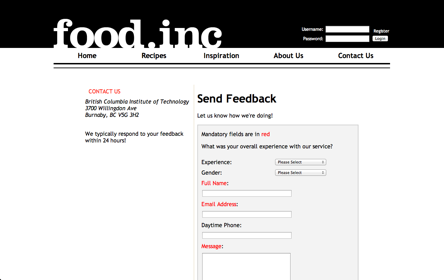 food.inc
Username:
Register
Password:
Login
Home Recipes Inspiration About Us Contact Us
CONTACT US
British Columbia Institute of Technology
3700 Willingdon Ave
Burnaby, BC V5G 3H2
We typically respond to your feedback
within 24 hours!
Send Feedback
Let us know how we're doing!
Mandatory fields are in red
What was your overall experience with our service?
Experience: Please Select
Gender: Please Select
Full Name:
Email Address:
Daytime Phone:
Message: